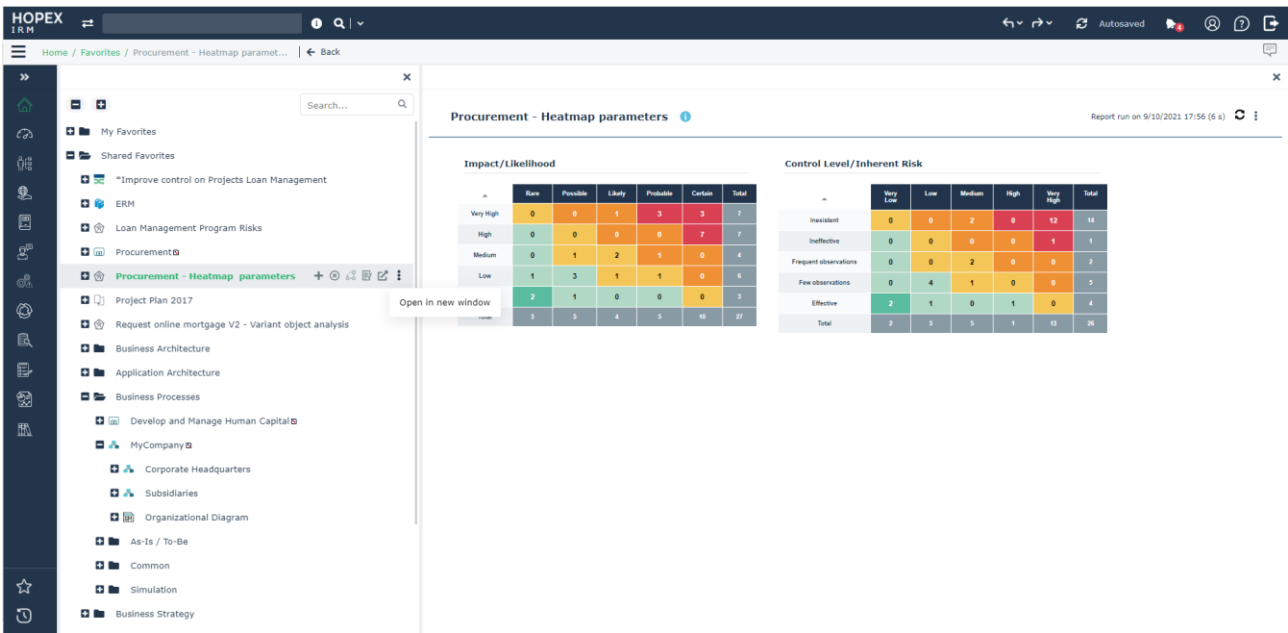 HOPEX
IRM
Autosaved
4
Home / Favorites / Procurement - Heatmap paramet...
Back
Search...
My Favorites
Shared Favorites
"Improve control on Projects Loan Management
ERM
Loan Management Program Risks
Procurement
Procurement - Heatmap parameters
Open in new window
Project Plan 2017
Request online mortgage V2 - Variant object analysis
Business Architecture
Application Architecture
Business Processes
Develop and Manage Human Capital
MyCompany
Corporate Headquarters
Subsidiaries
Organizational Diagram
As-Is / To-Be
Common
Simulation
Business Strategy
Procurement - Heatmap parameters
Report run on 9/10/2021 17:56 (6 s)
Impact/Likelihood
Rare Possible Likely Probable Certain Total
Very High 0 0 1 3 3 7
High 0 0 0 0 7 7
Medium 0 1 2 1 0 4
Low 1 3 1 1 0 6
2 1 0 0 0 3
3 5 4 5 10 27
Control Level/Inherent Risk
Very Low Low Medium High Very High Total
Inexistent 0 0 2 0 12 14
Ineffective 0 0 0 0 1 1
Frequent observations 0 0 2 0 0 2
Few observations 0 4 1 0 0 5
Effective 2 1 0 1 0 4
Total 2 5 5 1 13 26